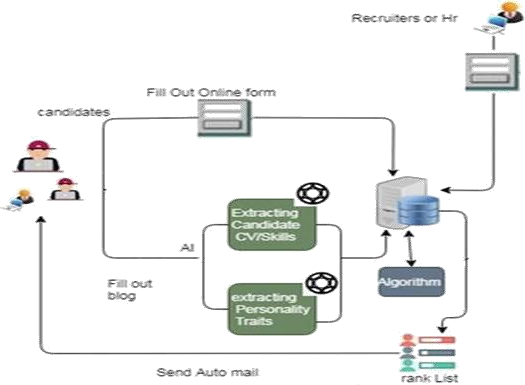 Recruiters or Hr
Fill Out Online form
candidates
Extracting
Candidate
CV/Skills
AI
Fill out
blog
extracting
Personality
Traits
Algorithm
Send Auto mail
rank List